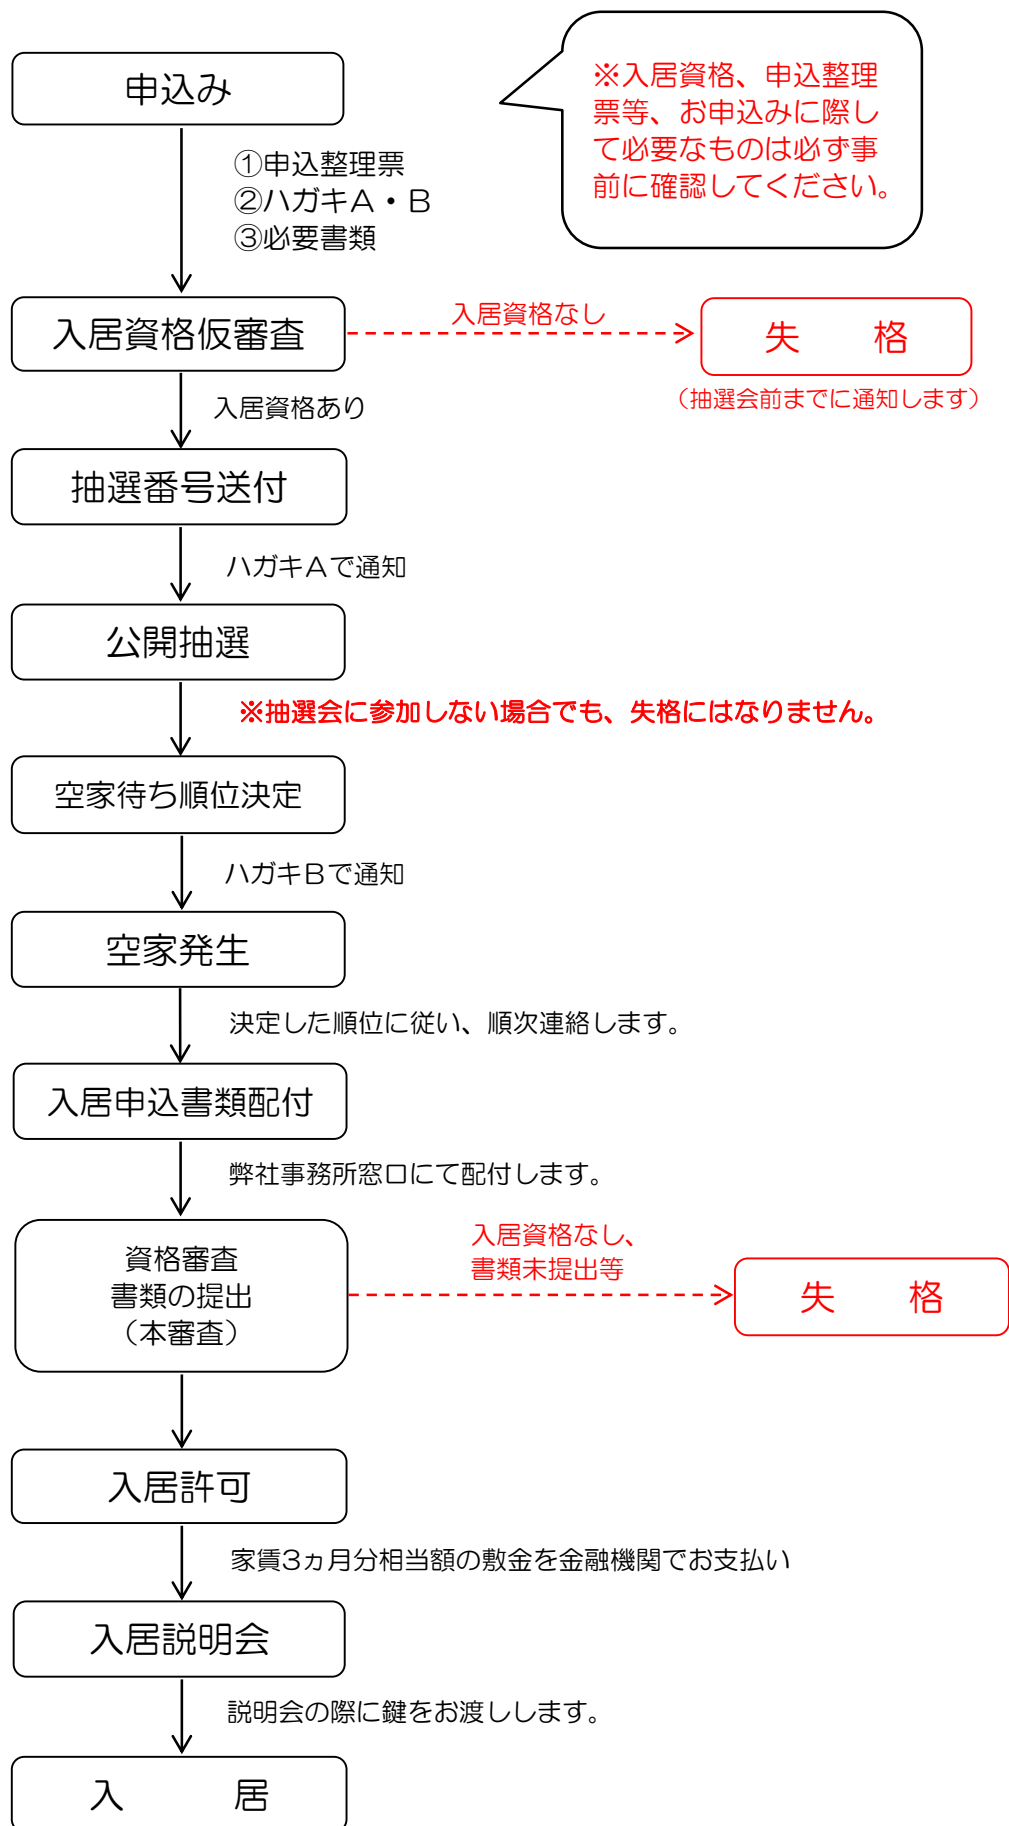 申込み
※入居資格、申込整理
票等、お申込みに際し
て必要なものは必ず事
前に確認してください。
①申込整理票
②ハガキA・B
③必要書類
入居資格仮審査
入居資格なし
失　　格
（抽選会前までに通知します）
入居資格あり
抽選番号送付
ハガキAで通知
公開抽選
※抽選会に参加しない場合でも、失格にはなりません。
空家待ち順位決定
ハガキBで通知
空家発生
決定した順位に従い、順次連絡します。
入居申込書類配付
弊社事務所窓口にて配付します。
資格審査
書類の提出
（本審査）
入居資格なし、
書類未提出等
失　　格
入居許可
家賃3ヵ月分相当額の敷金を金融機関でお支払い
入居説明会
説明会の際に鍵をお渡しします。
入　　　居